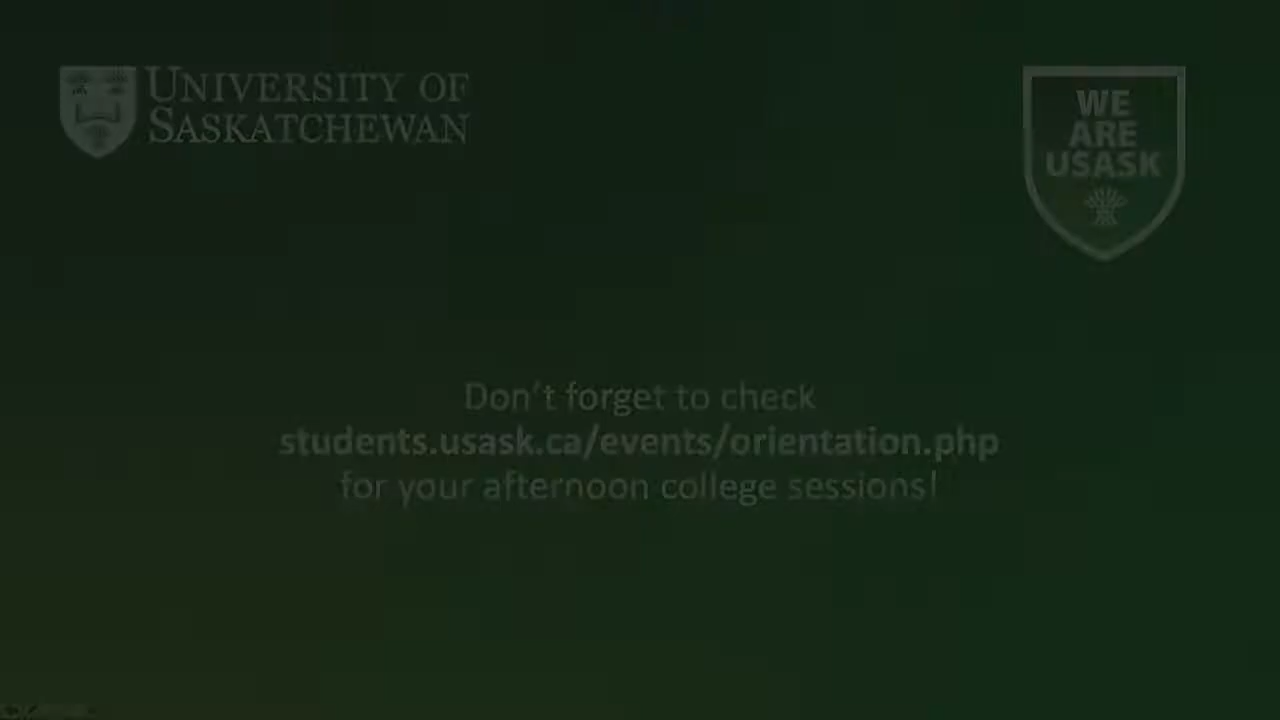 UNIVERSITY OF
SASKATCHEWAN
WE
ARE
USASK
Don't forget to check
students.usask.ca/events/orientation.php
for your afternoon college sessions!